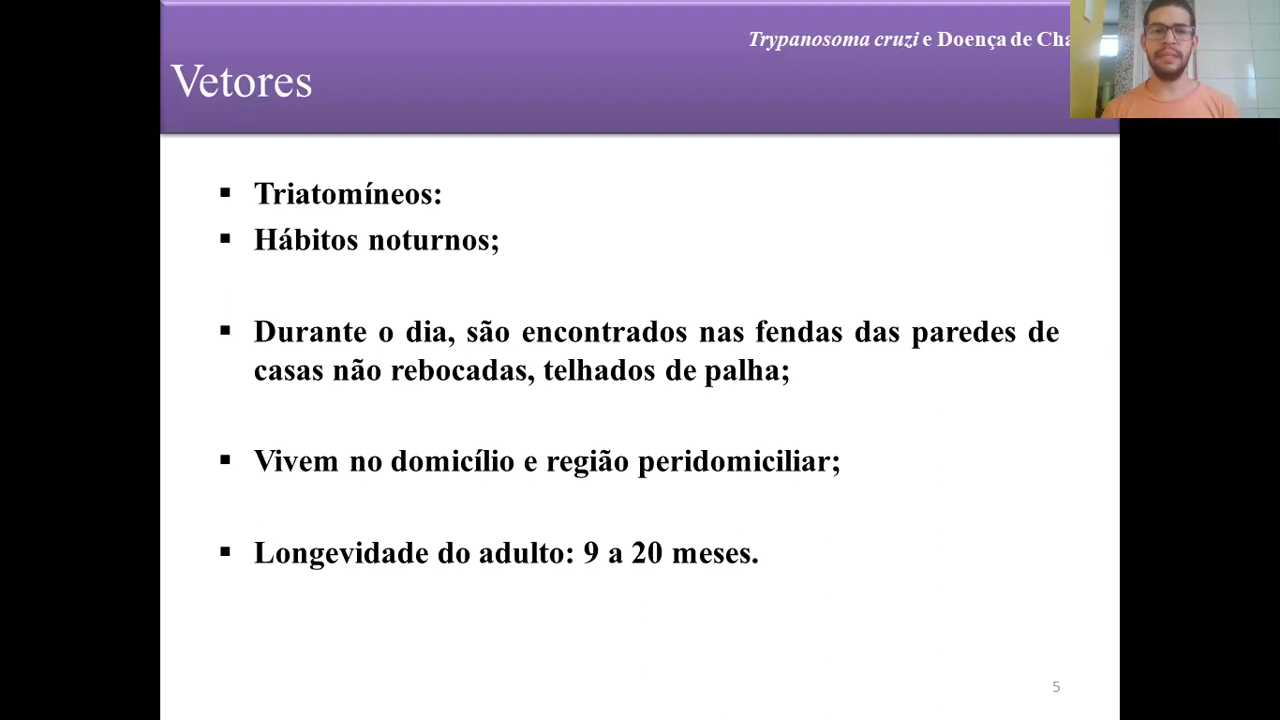 Trypanosoma cruzi e Doença de Cha
Vetores
▪ Triatomíneos:
▪ Hábitos noturnos;
▪ Durante o dia, são encontrados nas fendas das paredes de
casas não rebocadas, telhados de palha;
▪ Vivem no domicílio e região peridomiciliar;
▪ Longevidade do adulto: 9 a 20 meses.
5